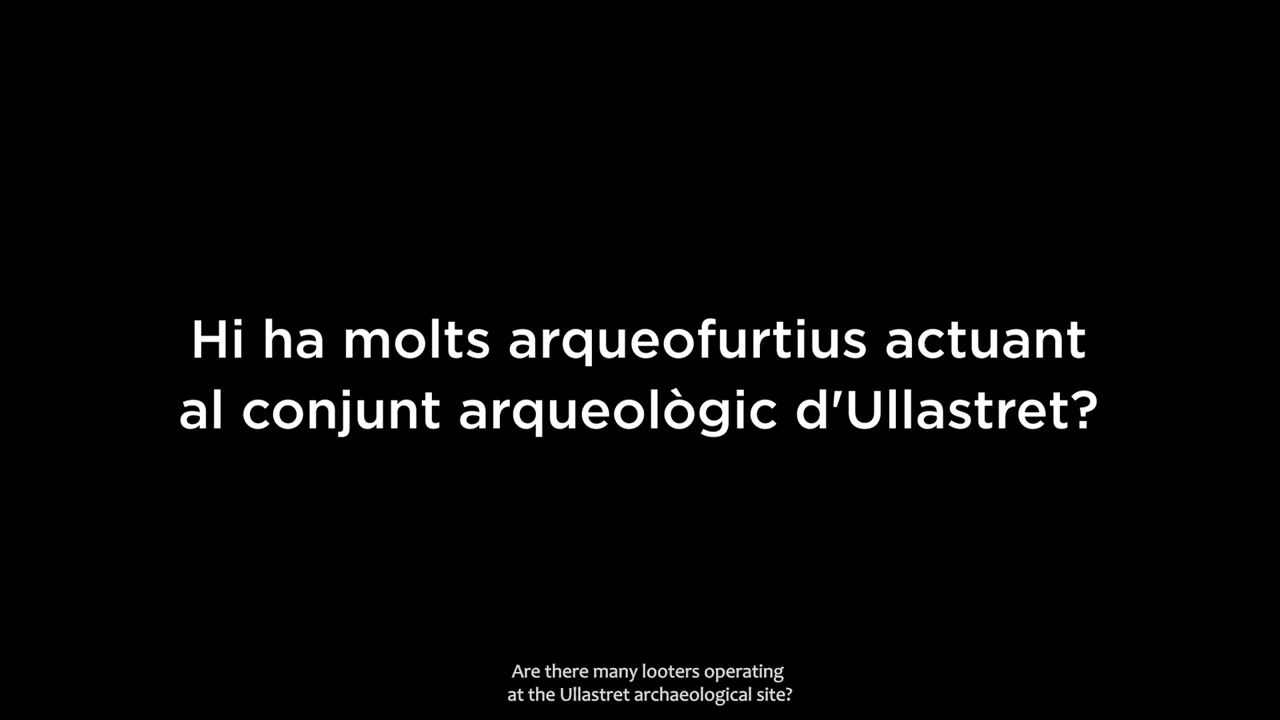 Hi ha molts arqueofurtius actuant
al conjunt arqueològic d'Ullastret?
Are there many looters operating
at the Ullastret archaeological site?